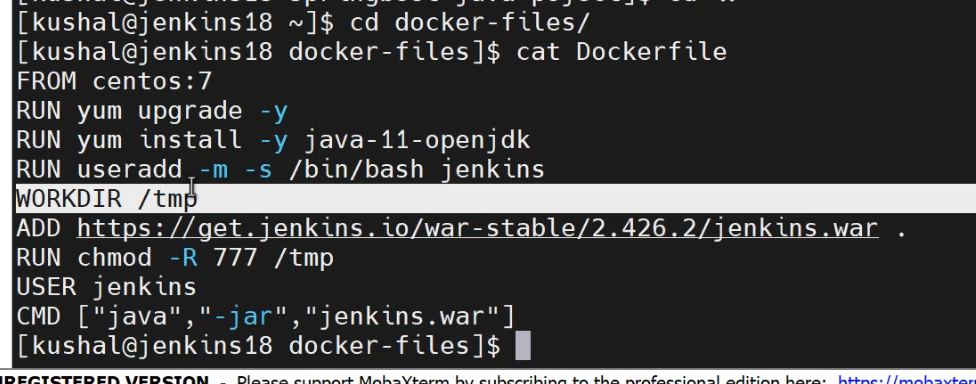 [kushal@jenkins18 ~]$ cd docker-files/
[kushal@jenkins18 docker-files]$ cat Dockerfile
FROM centos:7
RUN yum upgrade -y
RUN yum install -y java-11-openjdk
RUN useradd -m -s /bin/bash jenkins
WORKDIR /tmp
ADD https://get.jenkins.io/war-stable/2.426.2/jenkins.war .
RUN chmod -R 777 /tmp
USER jenkins
CMD ["java","-jar","jenkins.war"]
[kushal@jenkins18 docker-files]$
REGISTERED VERSION - Please support MobaXterm by subscribing to the professional edition here: https://mobaxter